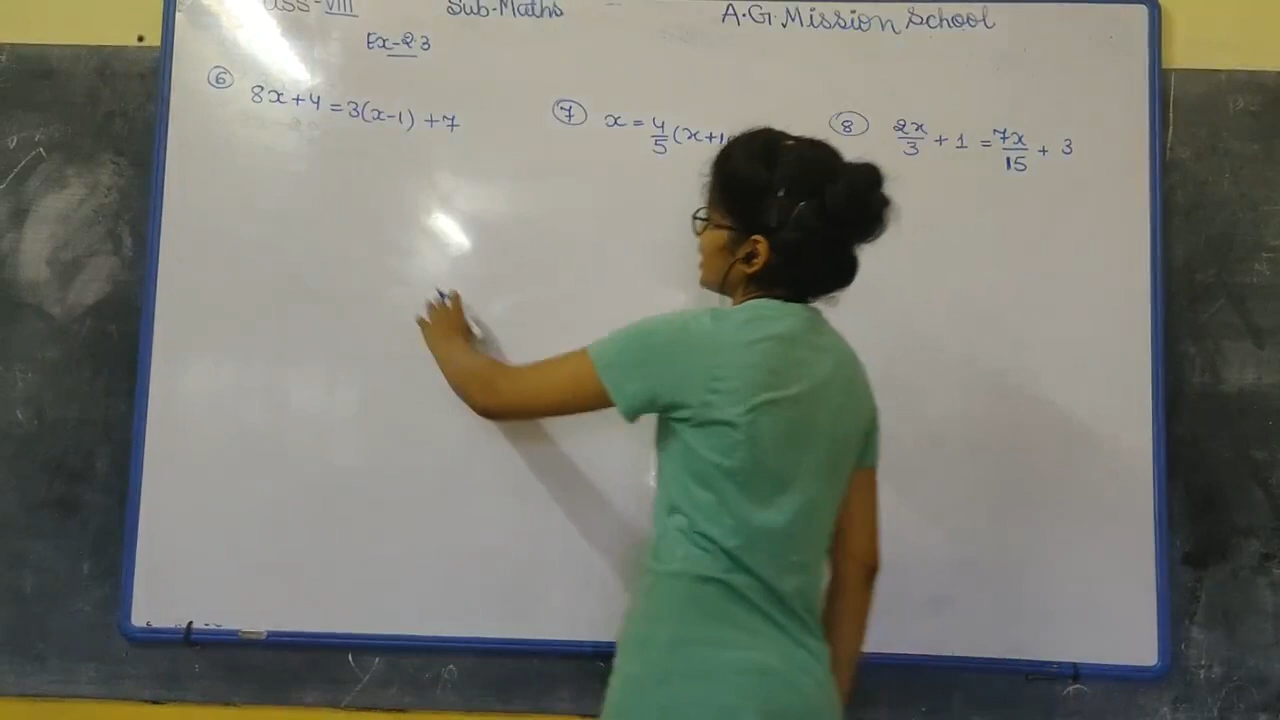 VIII Sub-Maths - A.G.Mission School
Ex-2.3
⑥ 8x+4=3(x-1)+7
⑦ x=4/5(x+1
⑧ 2x/3+1=7x/15+3